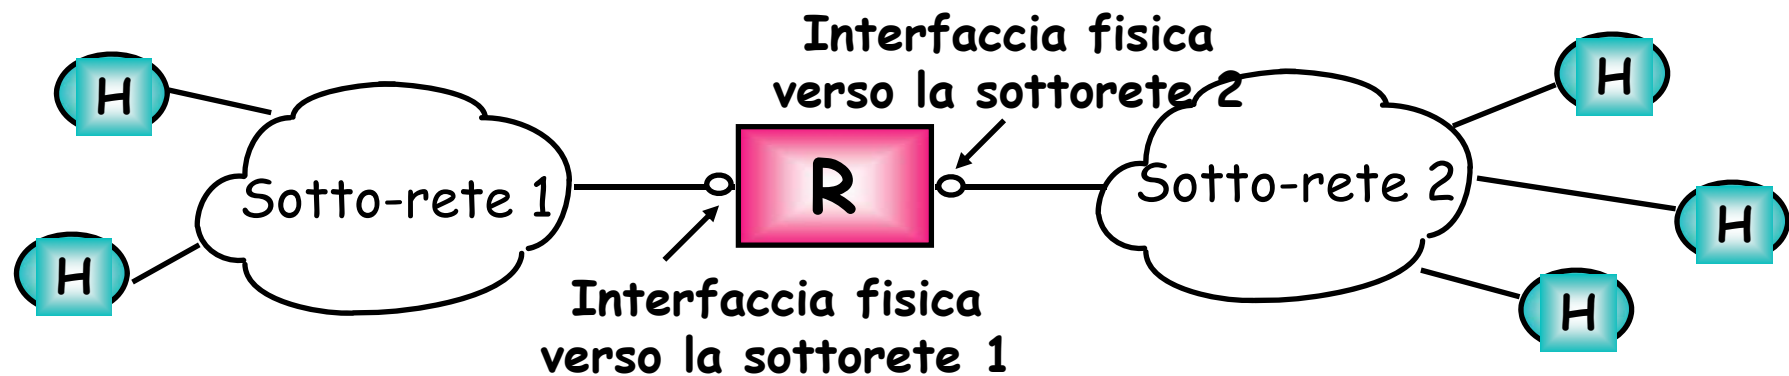 Interfaccia fisica
verso la sottorete 2
H
H
H
Sotto-rete 1
R
Sotto-rete 2
H
H
Interfaccia fisica
verso la sottorete 1